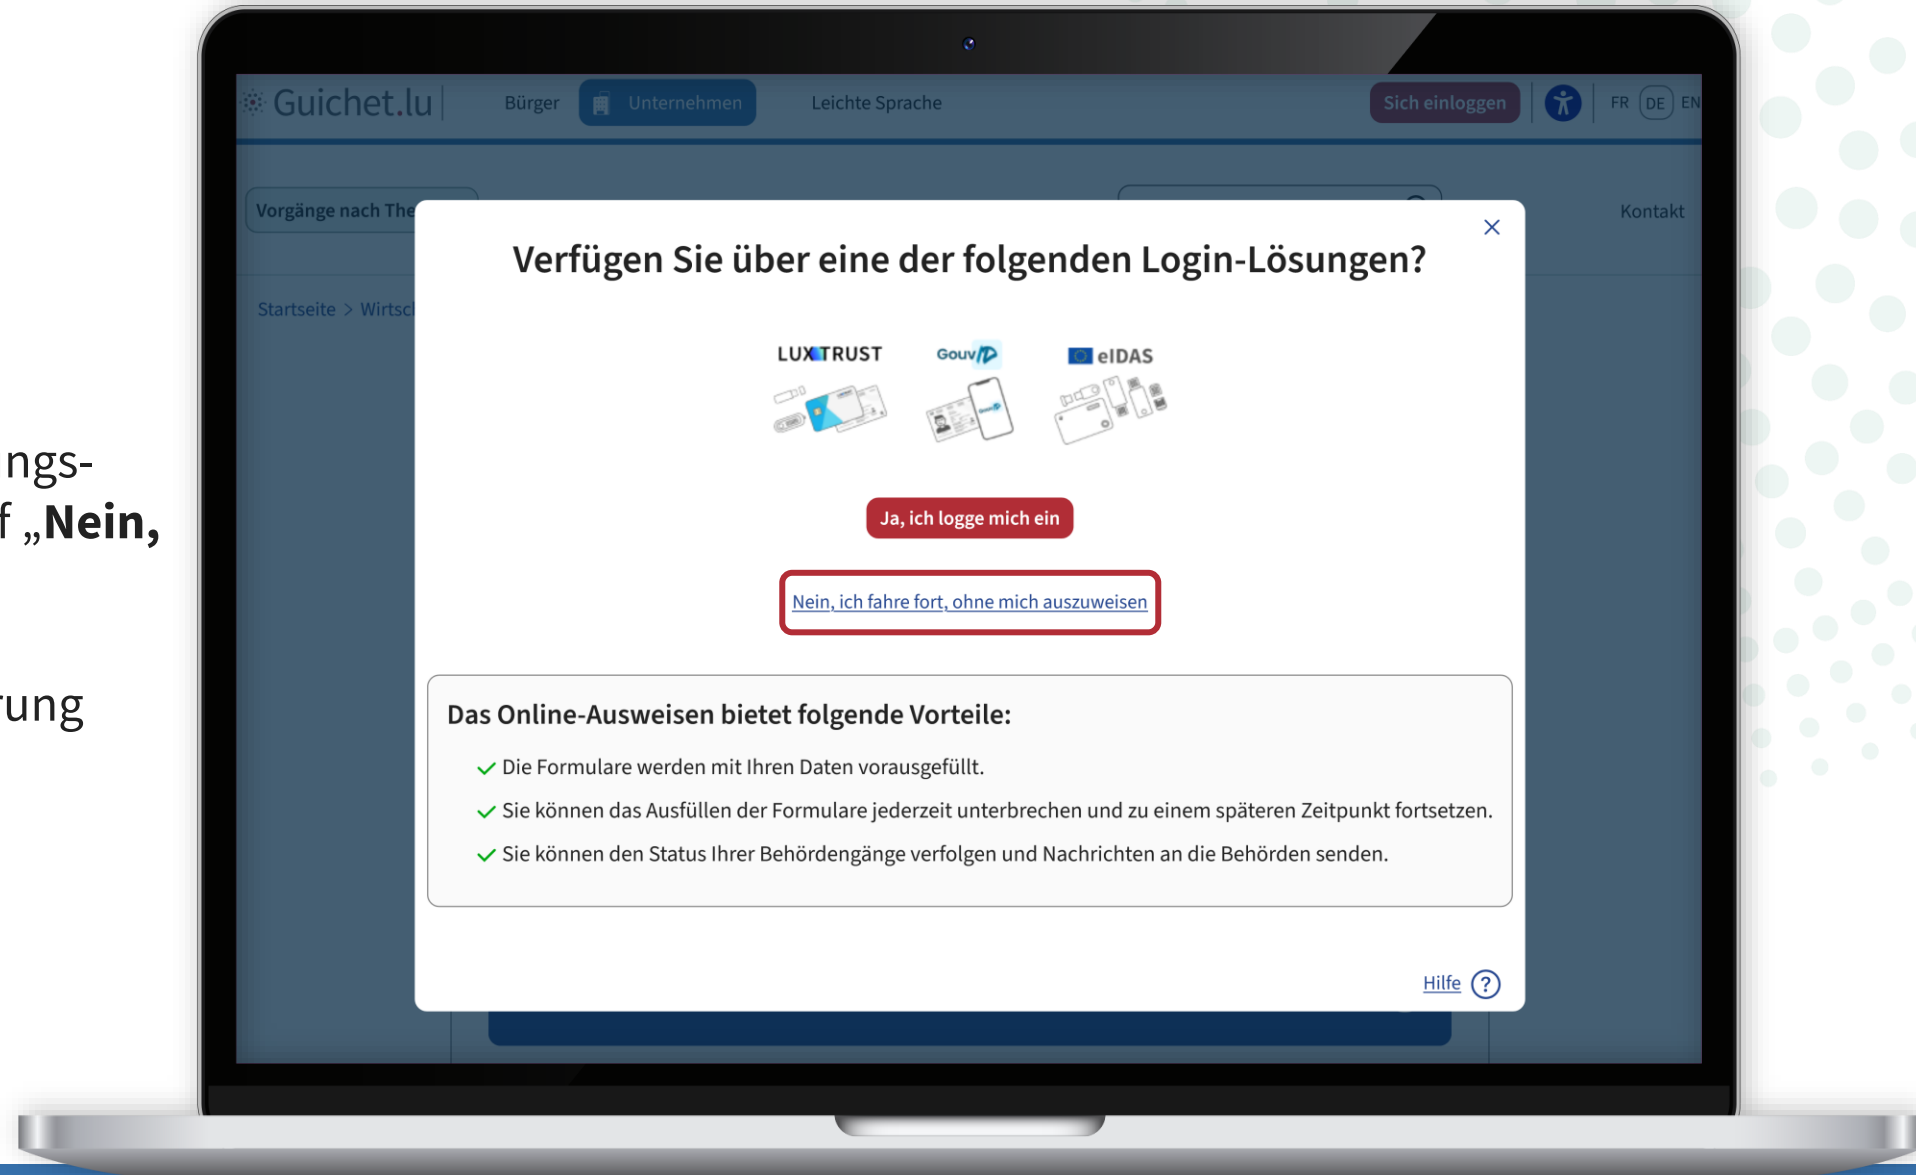 Guichet.lu
Bürger
Unternehmen
Leichte Sprache
Sich einloggen
FR DE EN
Vorgänge nach The
Kontakt
Startseite > Wirtsc
Verfügen Sie über eine der folgenden Login-Lösungen?
LUXTRUST
GouvID
eIDAS
Ja, ich logge mich ein
Nein, ich fahre fort, ohne mich auszuweisen
Das Online-Ausweisen bietet folgende Vorteile:
Die Formulare werden mit Ihren Daten vorausgefüllt.
Sie können das Ausfüllen der Formulare jederzeit unterbrechen und zu einem späteren Zeitpunkt fortsetzen.
Sie können den Status Ihrer Behördengänge verfolgen und Nachrichten an die Behörden senden.
Hilfe ?
ngs-
f „Nein,
rung